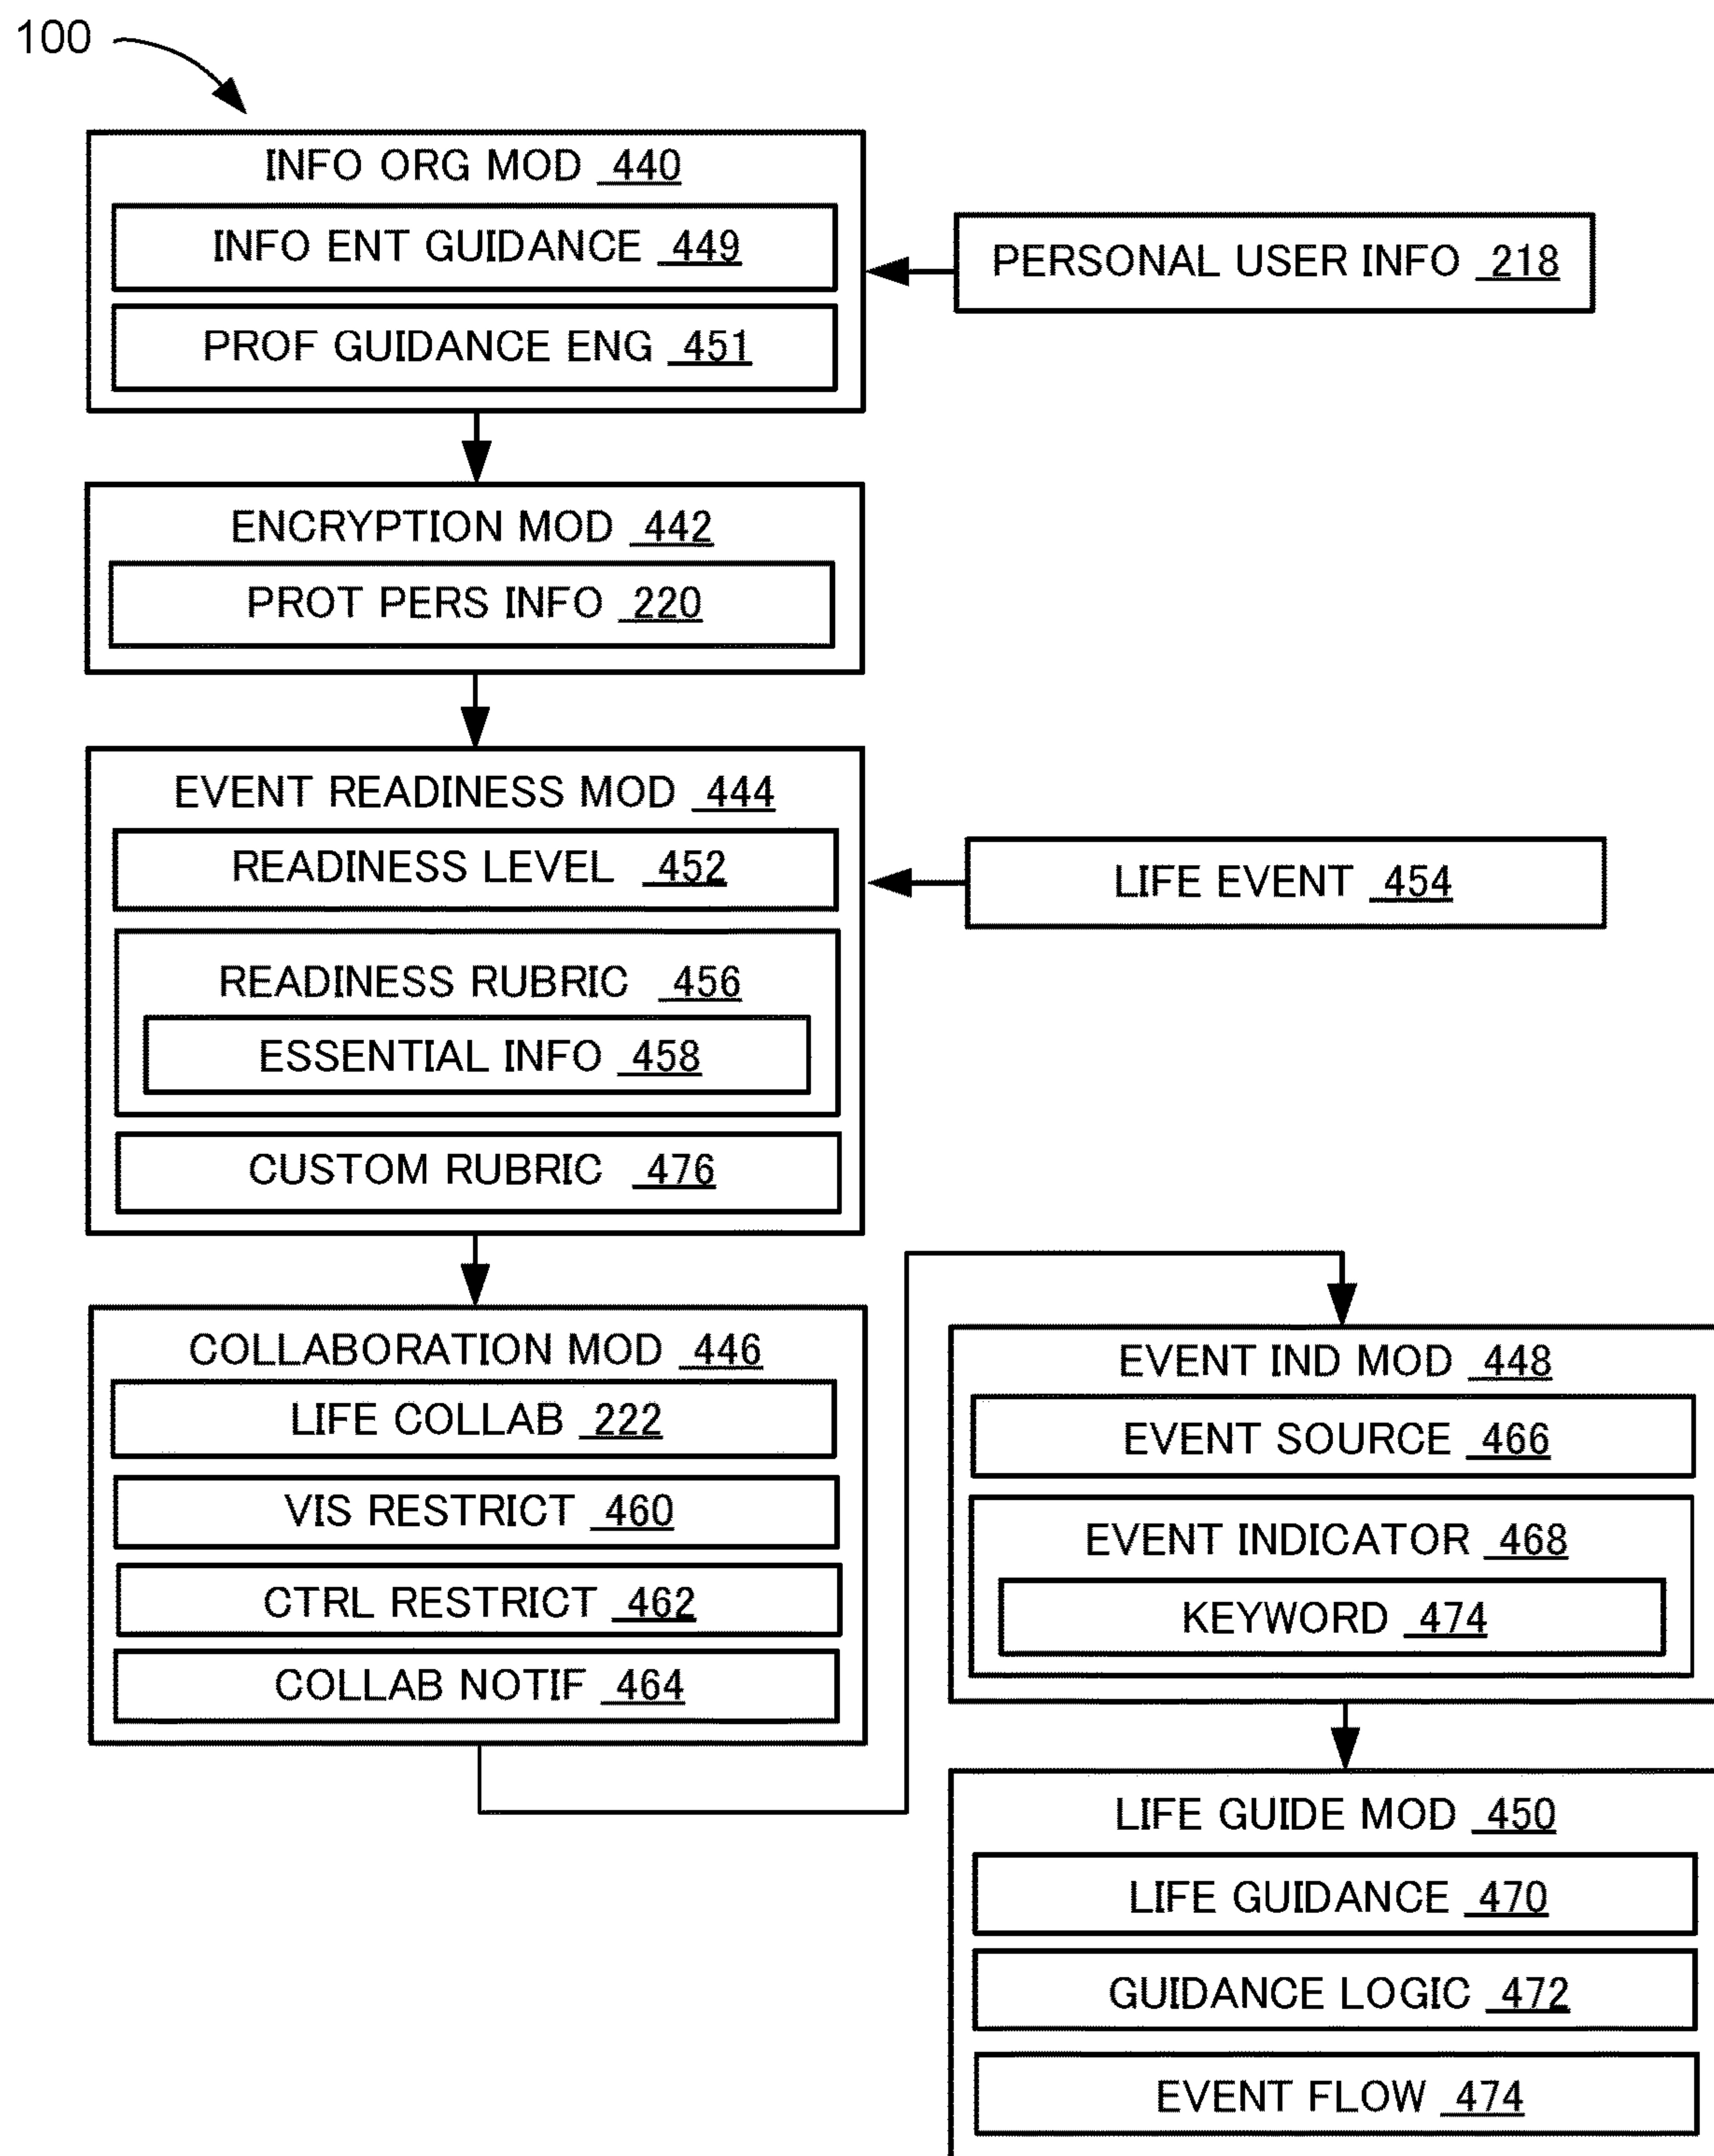 100
INFO ORG MOD 440
INFO ENT GUIDANCE 449
PROF GUIDANCE ENG 451
PERSONAL USER INFO 218
ENCRYPTION MOD 442
PROT PERS INFO 220
EVENT READINESS MOD 444
READINESS LEVEL 452
READINESS RUBRIC 456
ESSENTIAL INFO 458
CUSTOM RUBRIC 476
LIFE EVENT 454
COLLABORATION MOD 446
LIFE COLLAB 222
VIS RESTRICT 460
CTRL RESTRICT 462
COLLAB NOTIF 464
EVENT IND MOD 448
EVENT SOURCE 466
EVENT INDICATOR 468
KEYWORD 474
LIFE GUIDE MOD 450
LIFE GUIDANCE 470
GUIDANCE LOGIC 472
EVENT FLOW 474